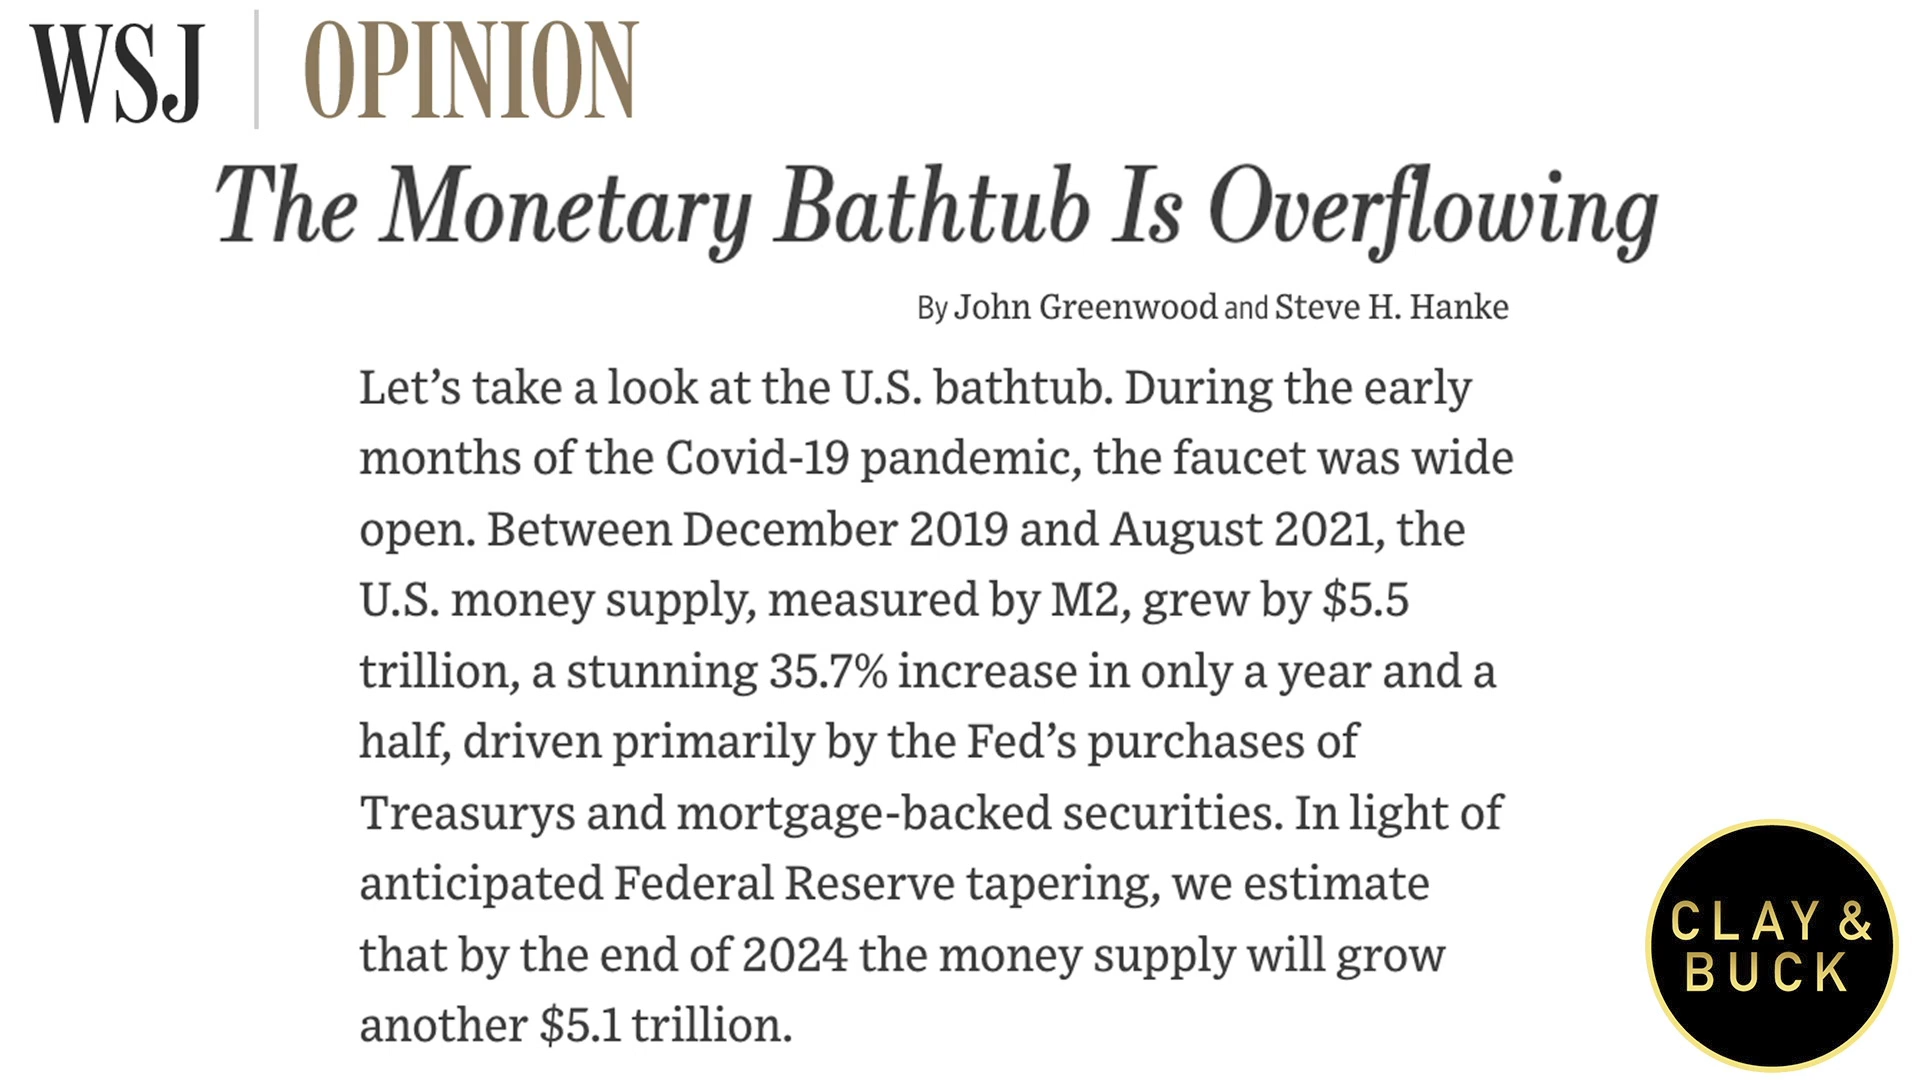 WSJ | OPINION
The Monetary Bathtub Is Overflowing
By John Greenwood and Steve H. Hanke
Let’s take a look at the U.S. bathtub. During the early
months of the Covid-19 pandemic, the faucet was wide
open. Between December 2019 and August 2021, the
U.S. money supply, measured by M2, grew by $5.5
trillion, a stunning 35.7% increase in only a year and a
half, driven primarily by the Fed’s purchases of
Treasurys and mortgage-backed securities. In light of
anticipated Federal Reserve tapering, we estimate
that by the end of 2024 the money supply will grow
another $5.1 trillion.
CLAY &
BUCK